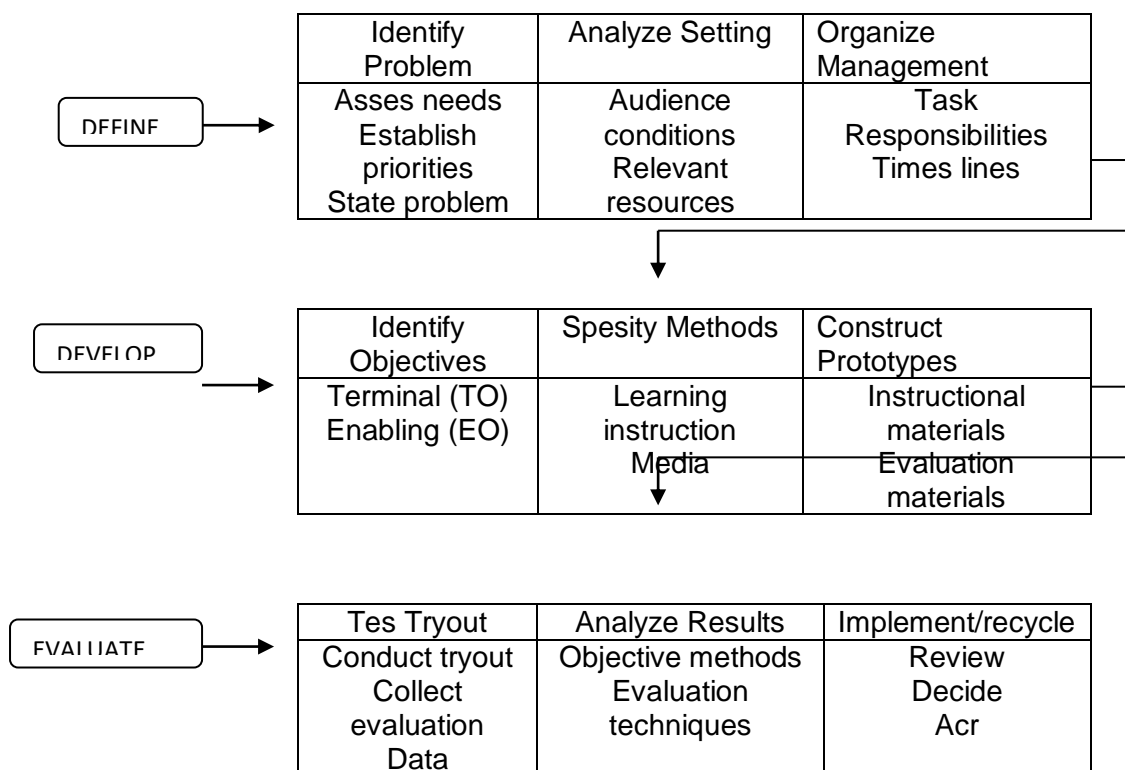 Identify
Problem
Analyze Setting
Organize
Management
DEFINE
Asses needs
Establish
priorities
State problem
Audience
conditions
Relevant
resources
Task
Responsibilities
Times lines
DEVELOP
Identify
Objectives
Spesity Methods
Construct
Prototypes
Terminal (TO)
Enabling (EO)
Learning
instruction
Media
Instructional
materials
Evaluation
materials
EVALUATE
Tes Tryout
Analyze Results
Implement/recycle
Conduct tryout
Collect
evaluation
Data
Objective methods
Evaluation
techniques
Review
Decide
Acr